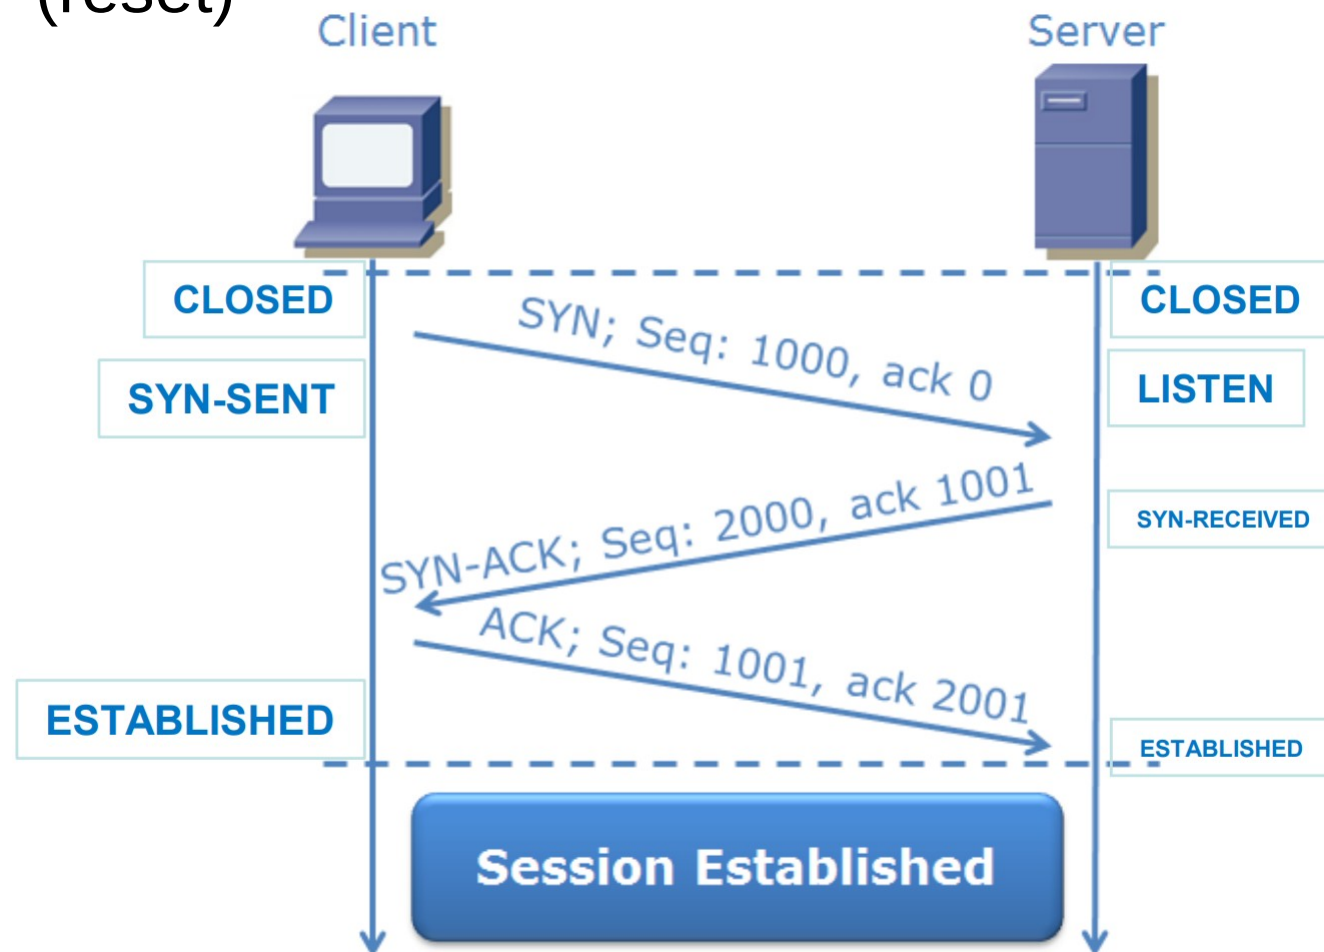 (reset)
Client
Server
CLOSED
CLOSED
SYN; Seq: 1000, ack 0
SYN-SENT
LISTEN
SYN-ACK; Seq: 2000, ack 1001
SYN-RECEIVED
ACK; Seq: 1001, ack 2001
ESTABLISHED
ESTABLISHED
Session Established